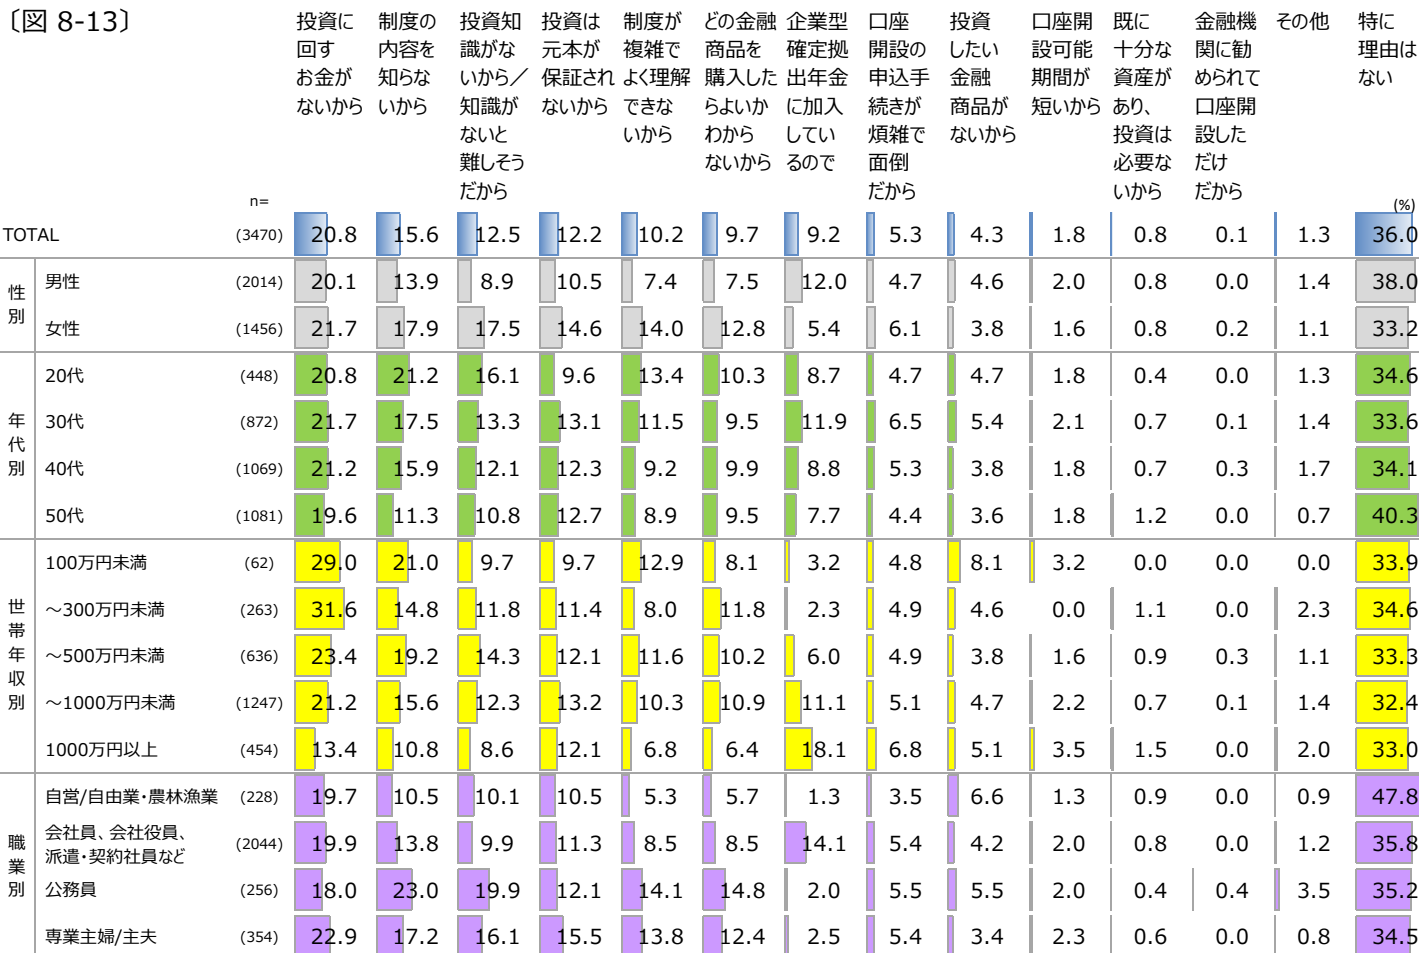 〔図 8-13〕
投資に
回す
お金が
ないから
制度の
内容を
知らな
いから
投資知
識がな
いから／
知識が
ないと
難しそう
だから
投資は
元本が
保証され
ないから
制度が
複雑で
よく理解
できな
いから
どの金融
商品を
購入した
らよいか
わから
ないから
企業型
確定拠
出年金
に加入
してい
るので
口座
開設の
申込手
続きが
煩雑で
面倒
だから
投資
したい
金融
商品が
ないから
口座開
設可能
期間が
短いから
既に
十分な
資産が
あり、
投資は
必要な
いから
金融機
関に勧
められて
口座開
設した
だけ
だから
その他
特に
理由は
ない
n=
(%)
TOTAL (3470) 20.8 15.6 12.5 12.2 10.2 9.7 9.2 5.3 4.3 1.8 0.8 0.1 1.3 36.0
性別
男性 (2014) 20.1 13.9 8.9 10.5 7.4 7.5 12.0 4.7 4.6 2.0 0.8 0.0 1.4 38.0
女性 (1456) 21.7 17.9 17.5 14.6 14.0 12.8 5.4 6.1 3.8 1.6 0.8 0.2 1.1 33.2
年代別
20代 (448) 20.8 21.2 16.1 9.6 13.4 10.3 8.7 4.7 4.7 1.8 0.4 0.0 1.3 34.6
30代 (872) 21.7 17.5 13.3 13.1 11.5 9.5 11.9 6.5 5.4 2.1 0.7 0.1 1.4 33.6
40代 (1069) 21.2 15.9 12.1 12.3 9.2 9.9 8.8 5.3 3.8 1.8 0.7 0.3 1.7 34.1
50代 (1081) 19.6 11.3 10.8 12.7 8.9 9.5 7.7 4.4 3.6 1.8 1.2 0.0 0.7 40.3
世帯年収別
100万円未満 (62) 29.0 21.0 9.7 9.7 12.9 8.1 3.2 4.8 8.1 3.2 0.0 0.0 0.0 33.9
～300万円未満 (263) 31.6 14.8 11.8 11.4 8.0 11.8 2.3 4.9 4.6 0.0 1.1 0.0 2.3 34.6
～500万円未満 (636) 23.4 19.2 14.3 12.1 11.6 10.2 6.0 4.9 3.8 1.6 0.9 0.3 1.1 33.3
～1000万円未満 (1247) 21.2 15.6 12.3 13.2 10.3 10.9 11.1 5.1 4.7 2.2 0.7 0.1 1.4 32.4
1000万円以上 (454) 13.4 10.8 8.6 12.1 6.8 6.4 18.1 6.8 5.1 3.5 1.5 0.0 2.0 33.0
職業別
自営/自由業・農林漁業 (228) 19.7 10.5 10.1 10.5 5.3 5.7 1.3 3.5 6.6 1.3 0.9 0.0 0.9 47.8
会社員、会社役員、
派遣・契約社員など (2044) 19.9 13.8 9.9 11.3 8.5 8.5 14.1 5.4 4.2 2.0 0.8 0.0 1.2 35.8
公務員 (256) 18.0 23.0 19.9 12.1 14.1 14.8 2.0 5.5 5.5 2.0 0.4 0.4 3.5 35.2
専業主婦/主夫 (354) 22.9 17.2 16.1 15.5 13.8 12.4 2.5 5.4 3.4 2.3 0.6 0.0 0.8 34.5